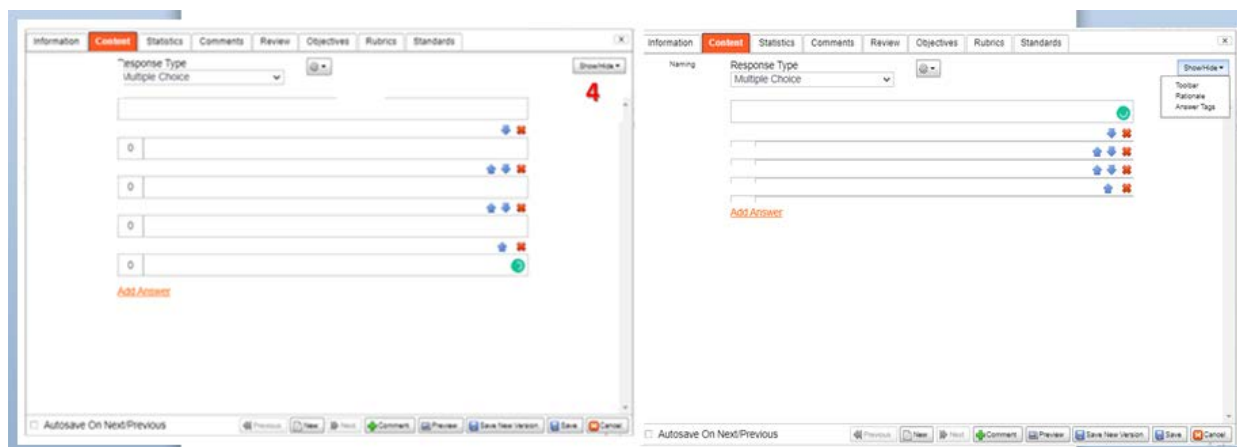 Information Content Statistics Comments Review Objectives Rubrics Standards
Response Type
Multiple Choice
Show/Hide
4
0
0
0
0
Add Answer
Autosave On Next/Previous Previous New Next Comment Preview Save New Version Save Cancel
Information Content Statistics Comments Review Objectives Rubrics Standards
Naming Response Type
Multiple Choice
Show/Hide
Toolbar
Rationale
Answer Tags
Add Answer
Autosave On Next/Previous Previous New Next Comment Preview Save New Version Save Cancel